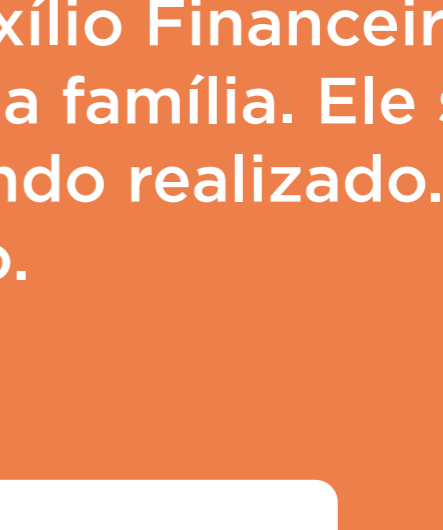 xílio Financeir
a família. Ele s
ndo realizado.
o.